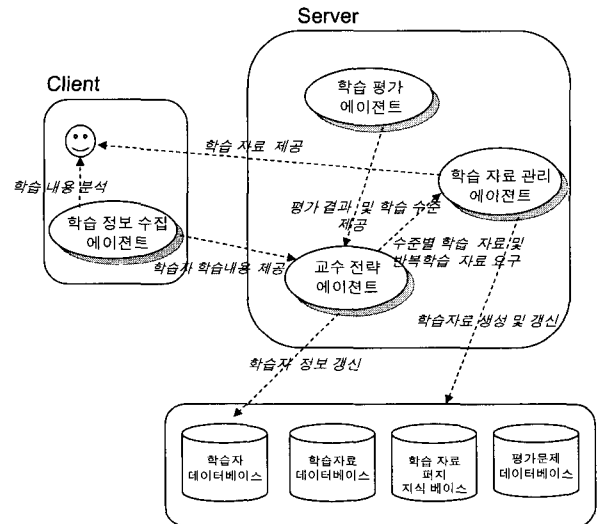 Server
Client
학습 평가
에이젼트
학습 자료 제공
학습 내용 분석
학습 자료 관리
에이젼트
학습 정보 수집
에이젼트
평가 결과 및 학습 수준
제공
수준별 학습 자료및
반복학습 자료 요구
학습자 학습내용 제공
교수 전략
에이젼트
학습자료 생성 및 갱신
학습자 정보 갱신
학습자
데이터베이스
학습자료
데이터베이스
학습 자료
퍼지
지식 베이스
평가문제
데이터베이스